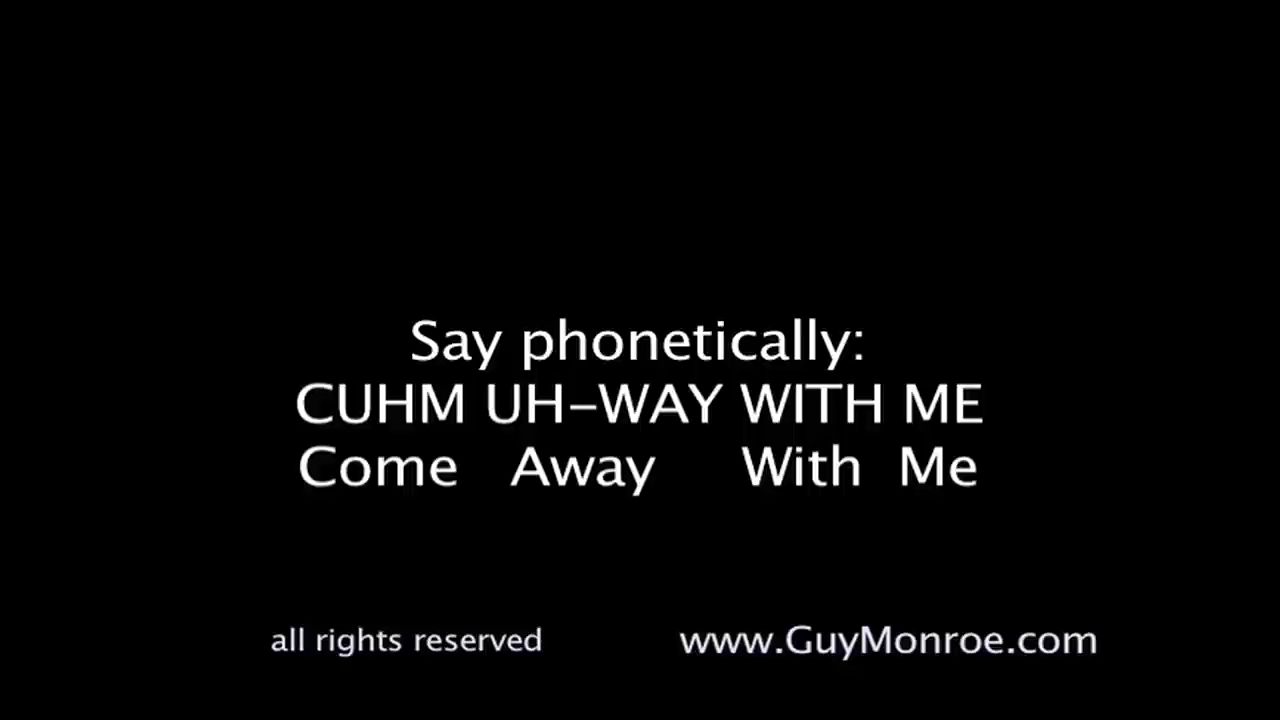 Say phonetically:
CUHM UH-WAY WITH ME
Come Away With Me
all rights reserved
www.GuyMonroe.com